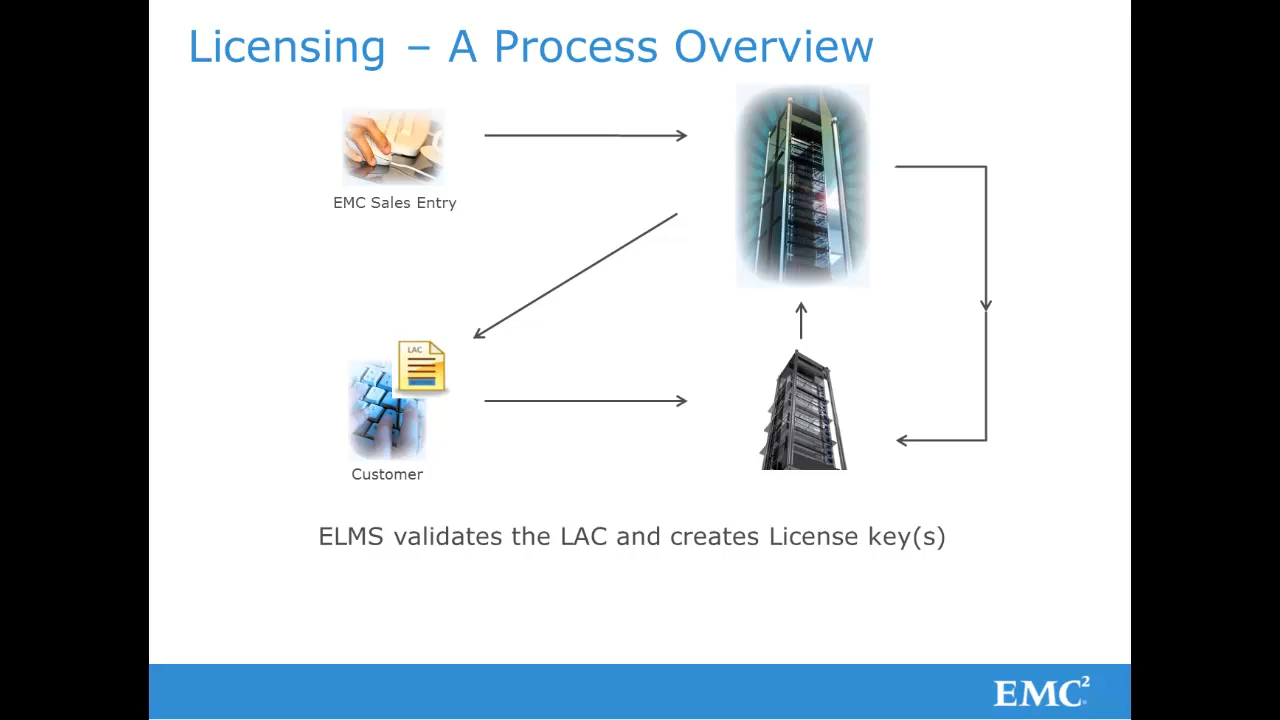 Licensing – A Process Overview
EMC Sales Entry
LAC
Customer
ELMS validates the LAC and creates License key(s)
EMC²